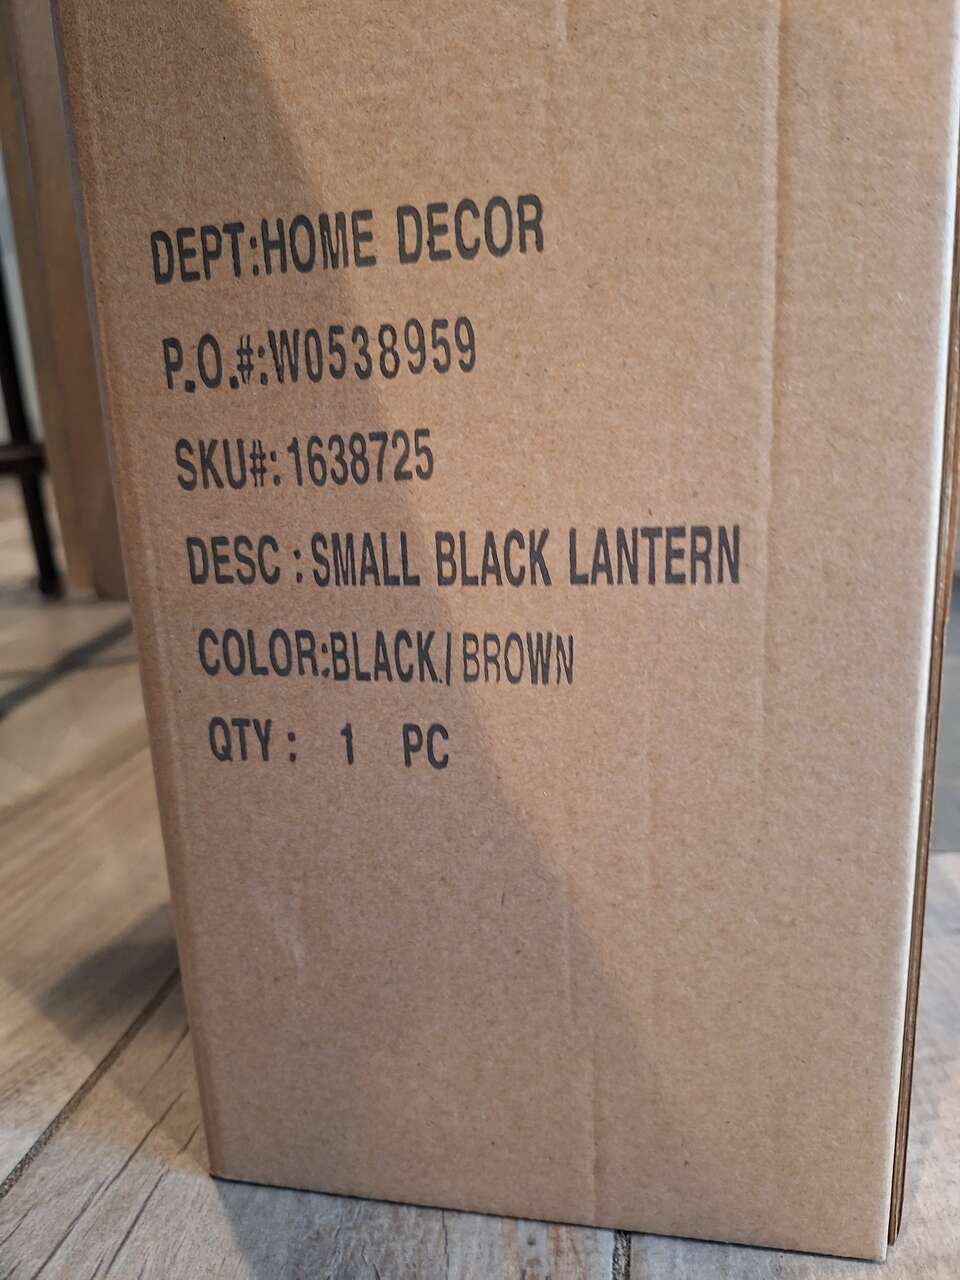 DEPT:HOME DECOR
P.O.#:W0538959
SKU#:1638725
DESC :SMALL BLACK LANTERN
COLOR:BLACK/BROWN
QTY : 1 PC